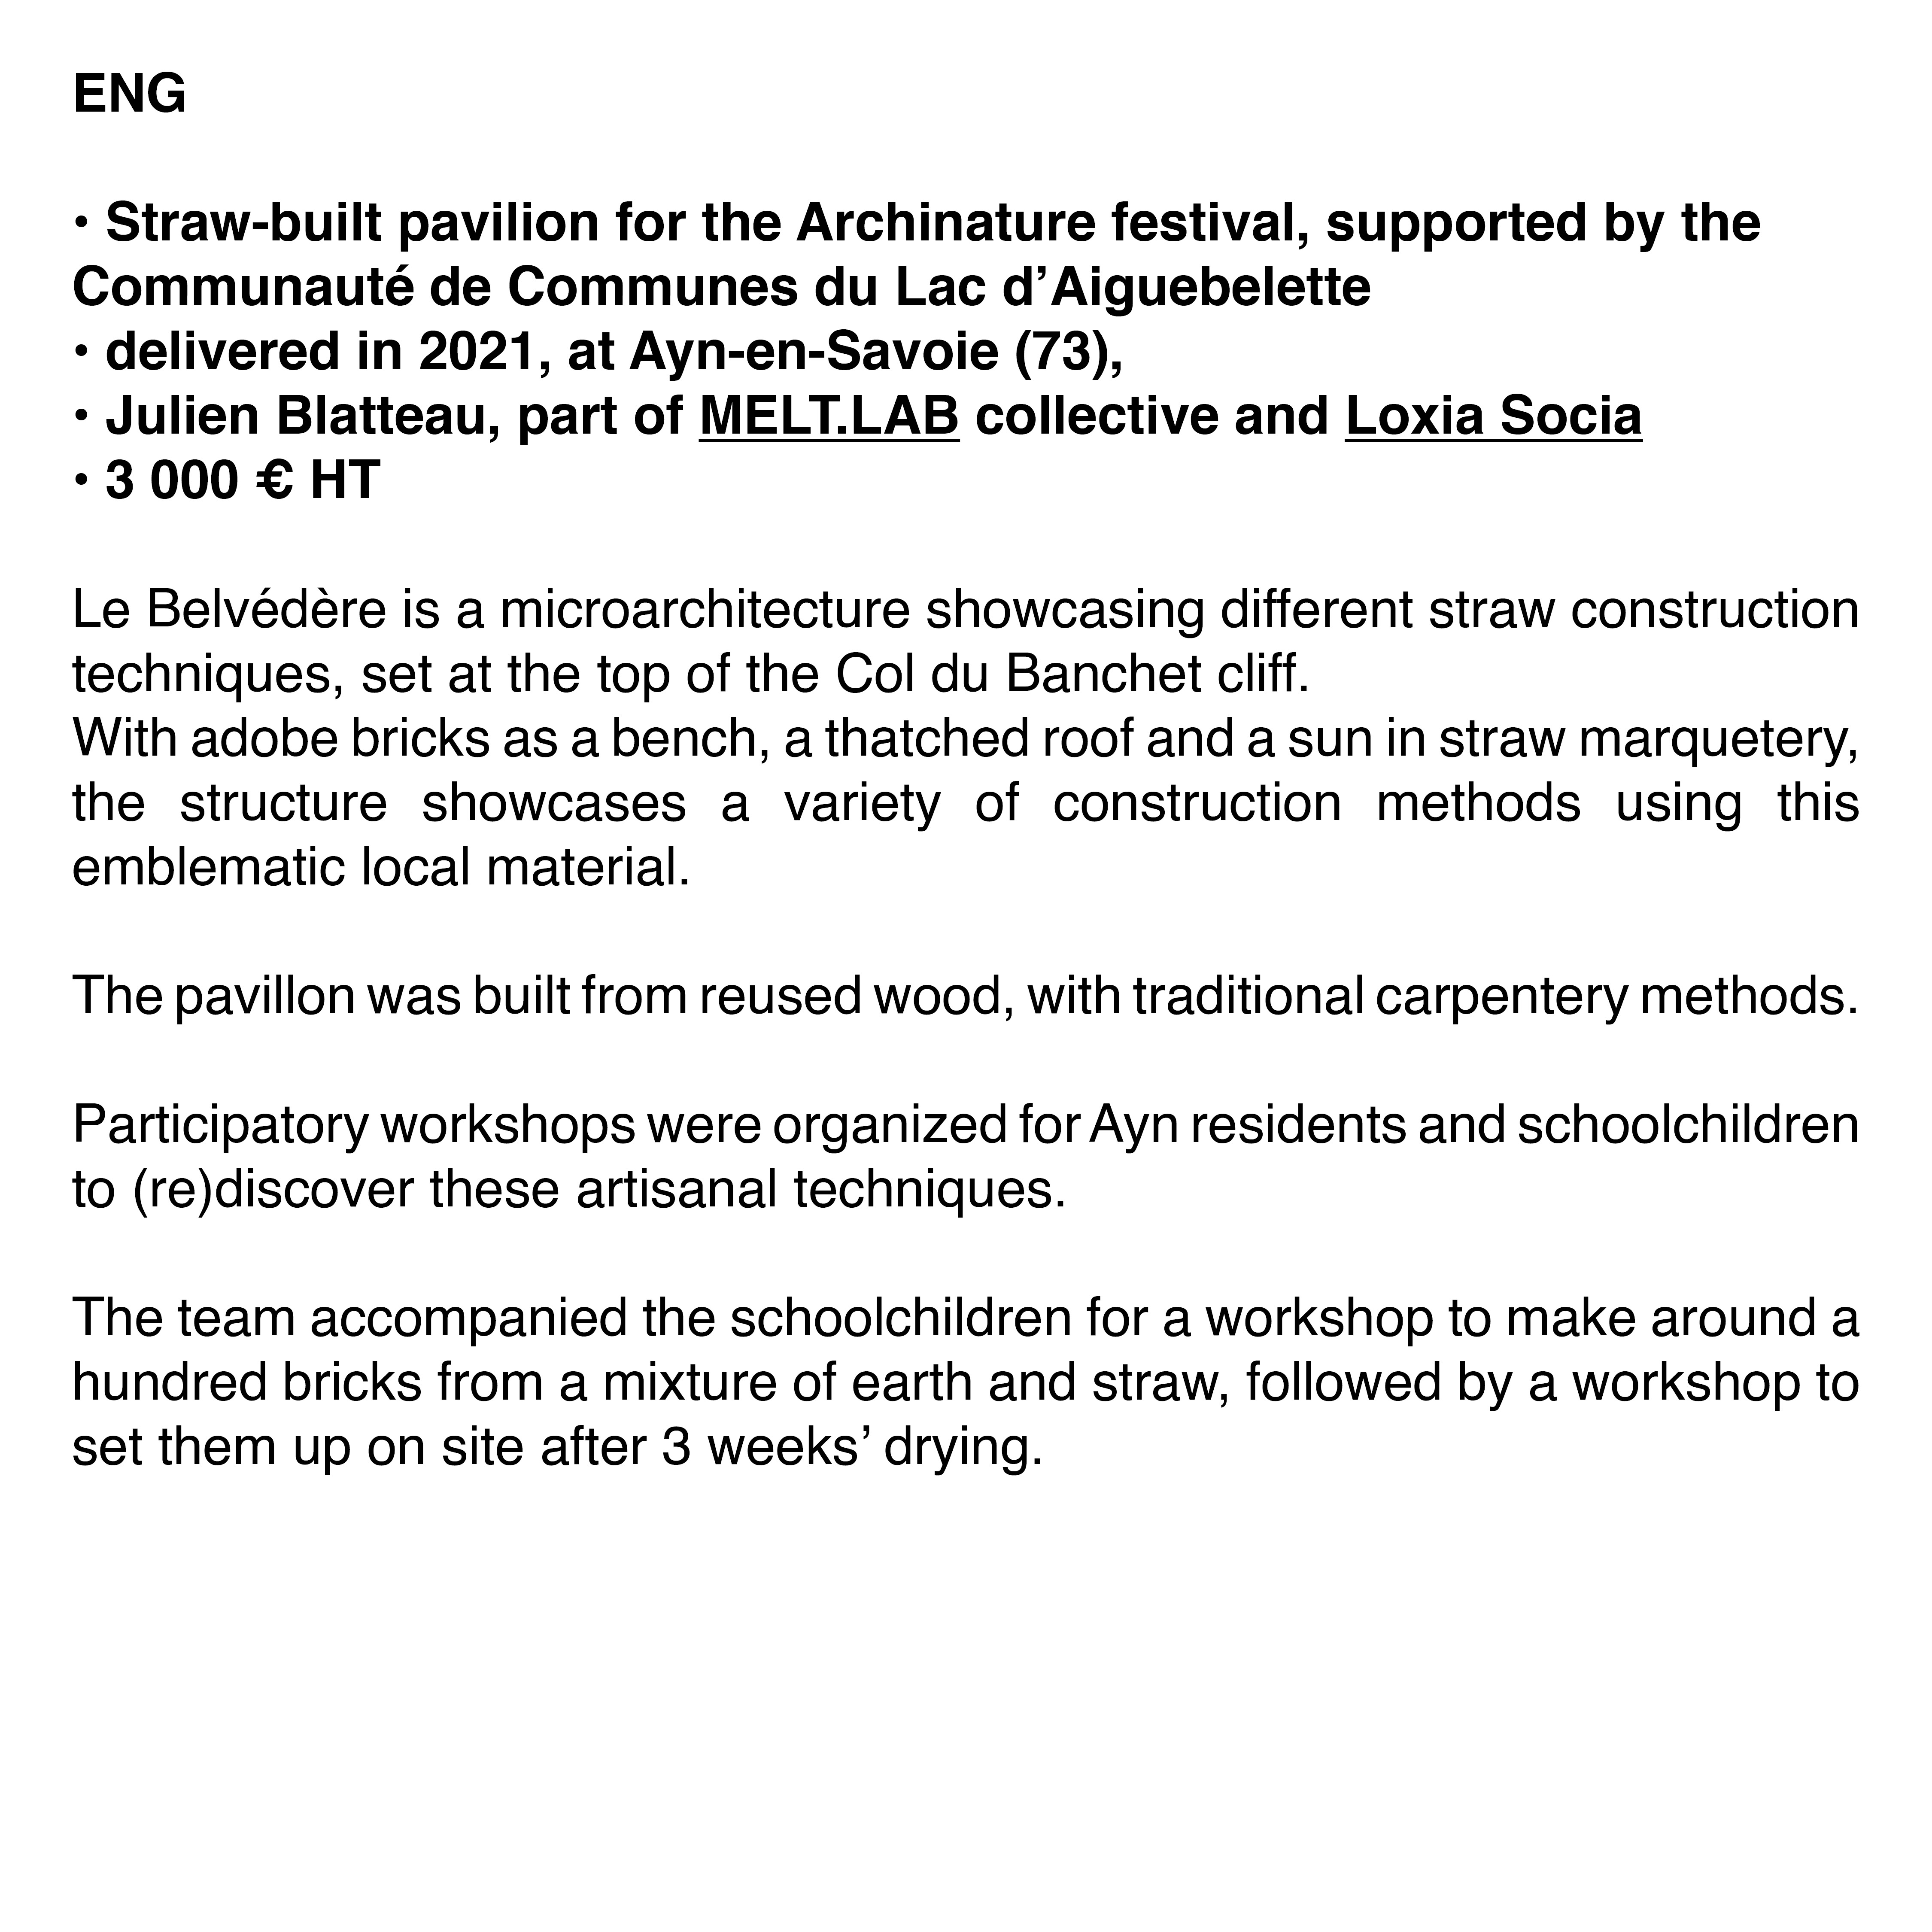 ENG
• Straw-built pavilion for the Archinature festival, supported by the
Communauté de Communes du Lac d’Aiguebelette
• delivered in 2021, at Ayn-en-Savoie (73),
• Julien Blatteau, part of MELT.LAB collective and Loxia Socia
• 3 000 € HT
Le Belvédère is a microarchitecture showcasing different straw construction
techniques, set at the top of the Col du Banchet cliff.
With adobe bricks as a bench, a thatched roof and a sun in straw marquetery,
the structure showcases a variety of construction methods using this
emblematic local material.
The pavillon was built from reused wood, with traditional carpentery methods.
Participatory workshops were organized for Ayn residents and schoolchildren
to (re)discover these artisanal techniques.
The team accompanied the schoolchildren for a workshop to make around a
hundred bricks from a mixture of earth and straw, followed by a workshop to
set them up on site after 3 weeks’ drying.